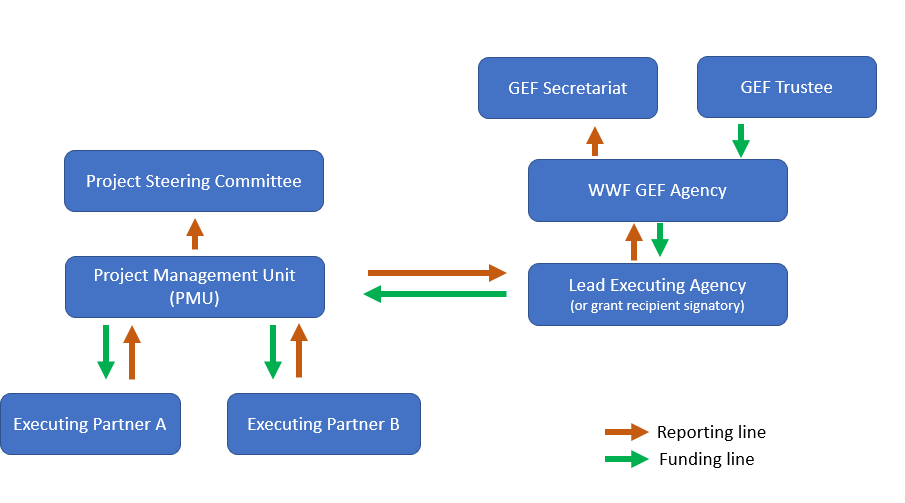 GEF Secretariat
GEF Trustee
Project Steering Committee
WWF GEF Agency
Project Management Unit
(PMU)
Lead Executing Agency
(or grant recipient signatory)
Executing Partner A
Executing Partner B
Reporting line
Funding line